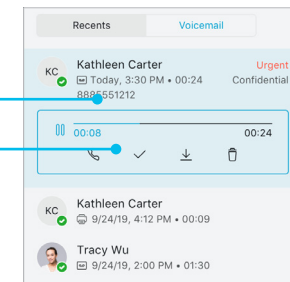 Recents Voicemail
KC Kathleen Carter Urgent
Today, 3:30 PM • 00:24 Confidential
8885551212
00:08 00:24
KC Kathleen Carter
9/24/19, 4:12 PM • 00:09
Tracy Wu
9/24/19, 2:00 PM • 01:30